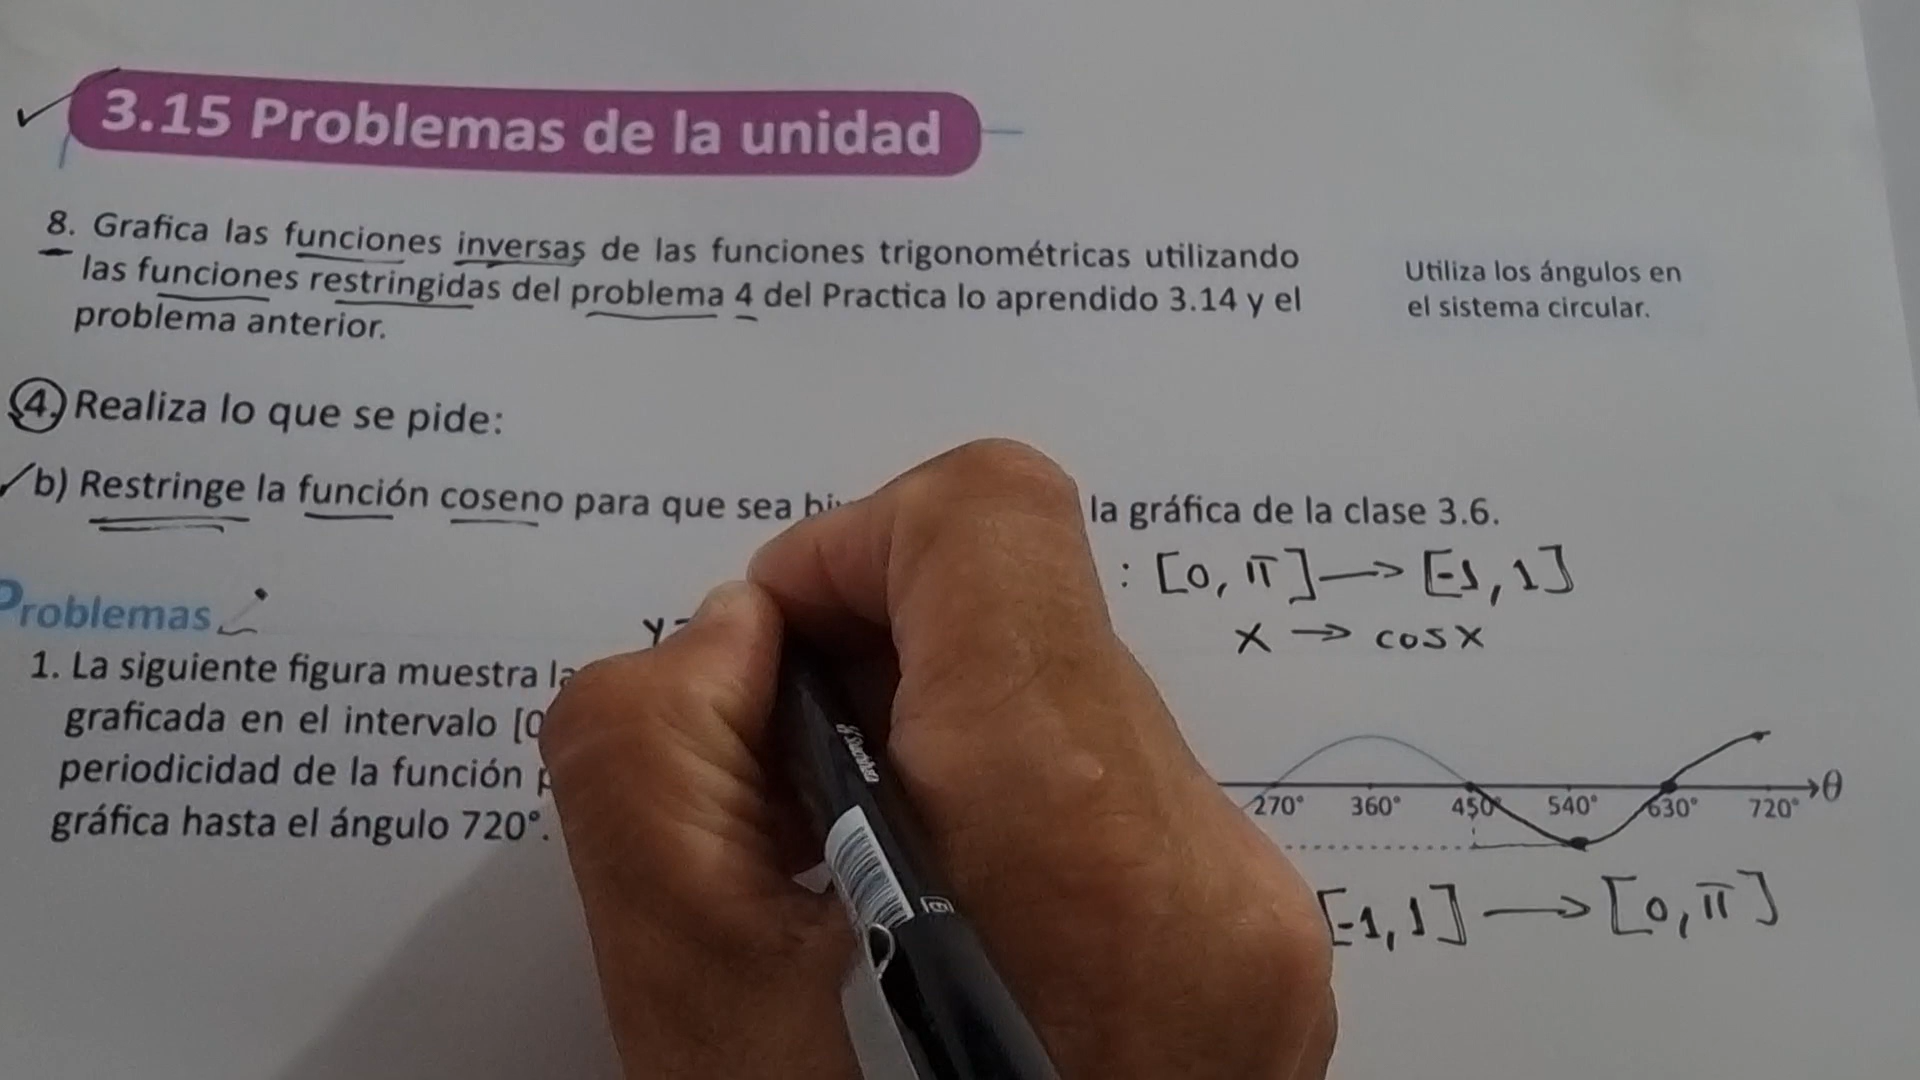 3.15 Problemas de la unidad
8. Grafica las funciones inversas de las funciones trigonométricas utilizando
las funciones restringidas del problema 4 del Practica lo aprendido 3.14 y el
problema anterior.
Utiliza los ángulos en
el sistema circular.
4. Realiza lo que se pide:
b) Restringe la función coseno para que sea la gráfica de la clase 3.6.
: [0, π] → [-1, 1]
x → cos x
Problemas
y
1. La siguiente figura muestra
graficada en el intervalo [0
periodicidad de la función
gráfica hasta el ángulo 720°.
270° 360° 450° 540° 630° 720° θ
[-1, 1] → [0, π]